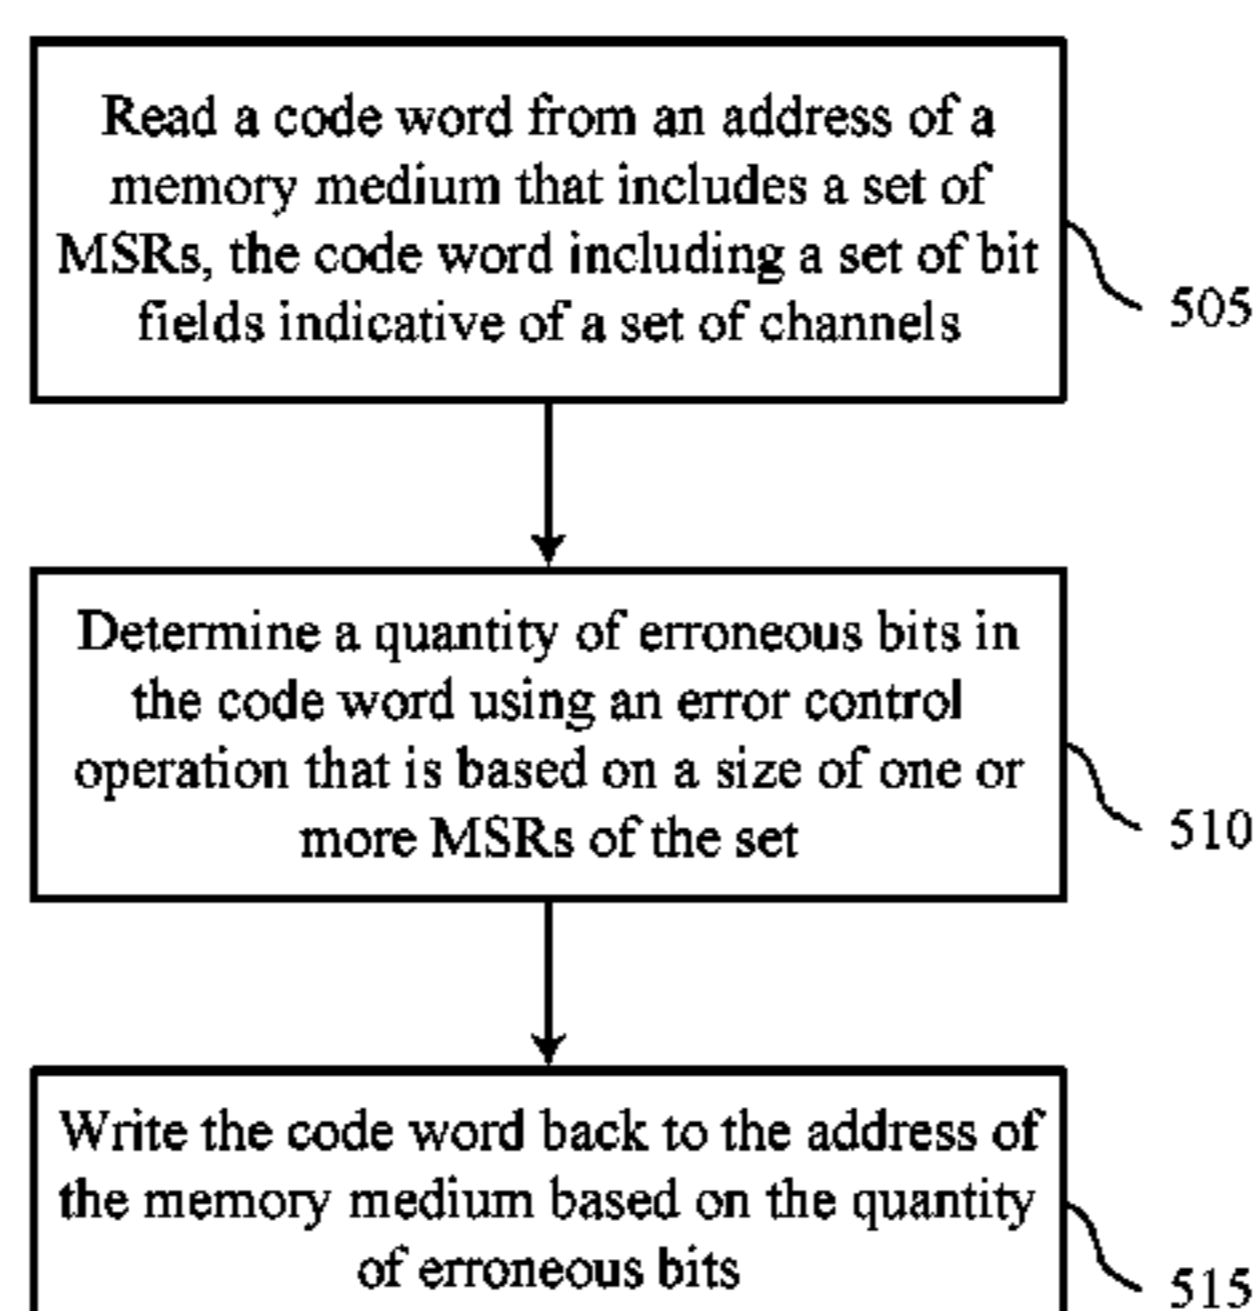 Read a code word from an address of a
memory medium that includes a set of
MSRs, the code word including a set of bit
fields indicative of a set of channels
505
Determine a quantity of erroneous bits in
the code word using an error control
operation that is based on a size of one or
more MSRs of the set
510
Write the code word back to the address of
the memory medium based on the quantity
of erroneous bits
515